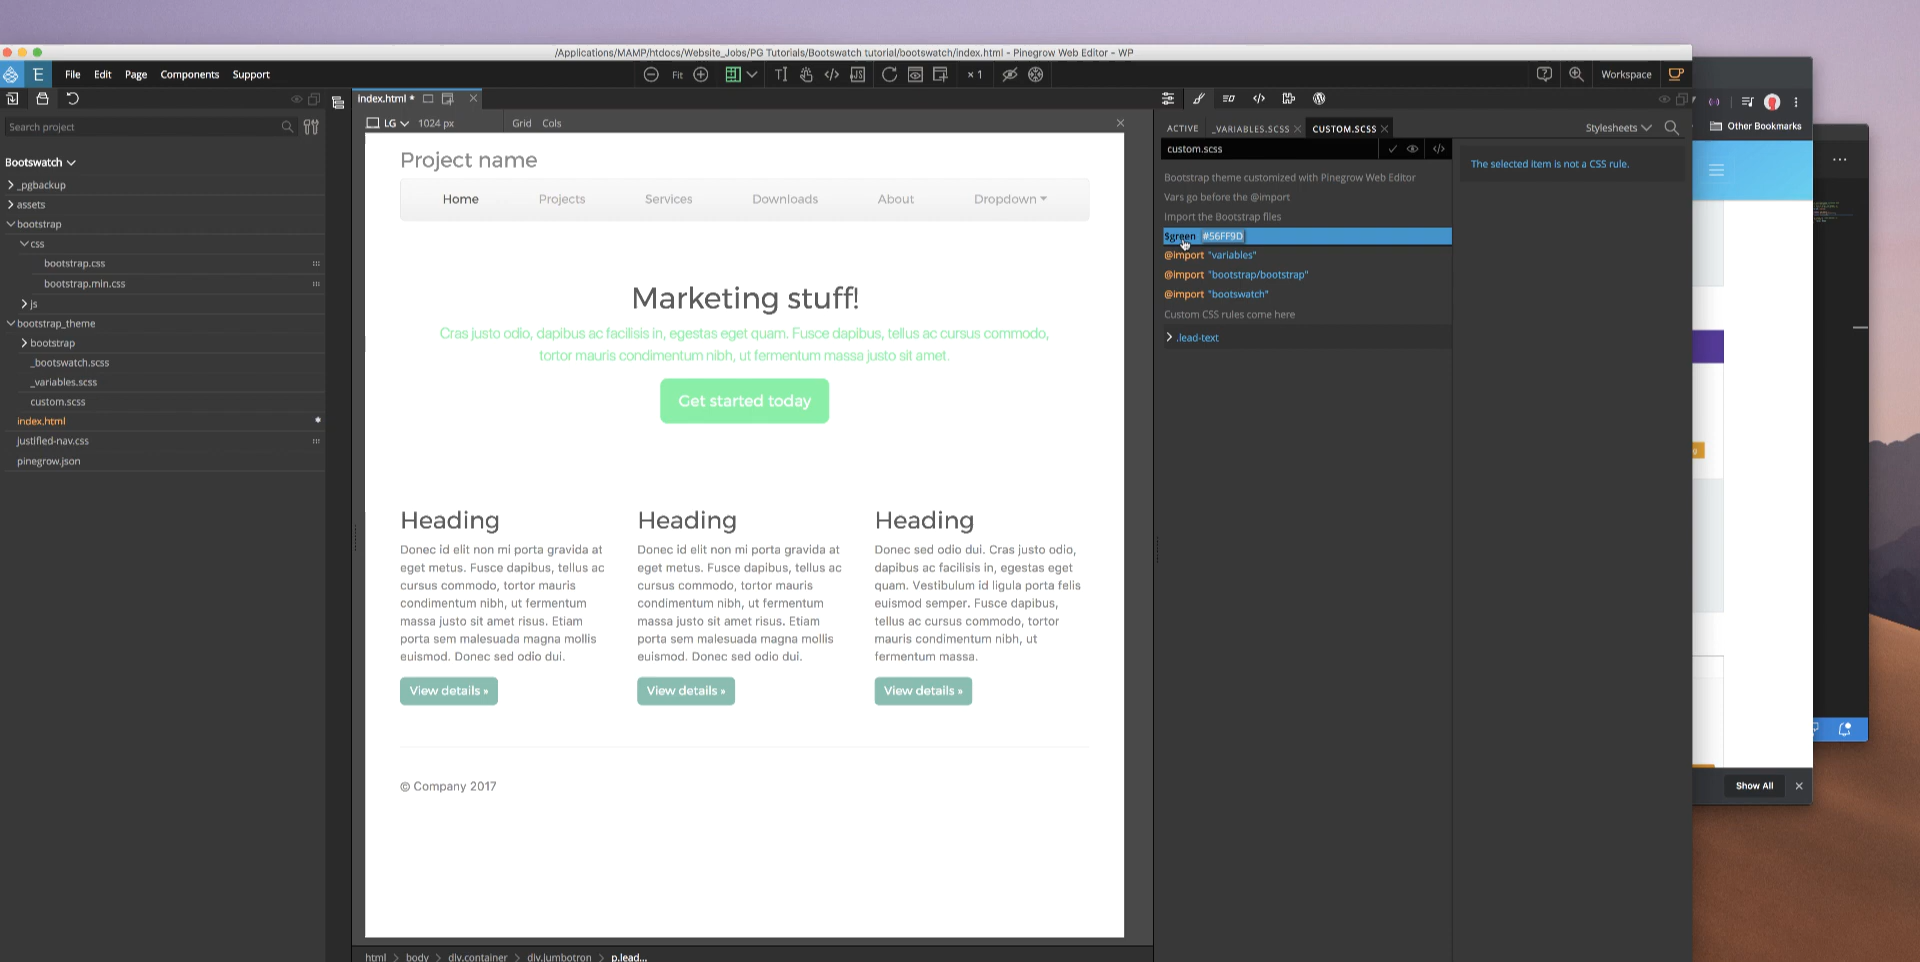 /Applications/MAMP/htdocs/Website_Jobs/PG Tutorials/Bootswatch tutorial/bootswatch/index.html - Pinegrow Web Editor - WP
E File Edit Page Components Support
Fit
× 1
Workspace
index.html *
Search project
LG 1024 px Grid Cols
Bootswatch
_pgbackup
assets
bootstrap
css
bootstrap.css
bootstrap.min.css
js
bootstrap_theme
bootstrap
_bootswatch.scss
_variables.scss
custom.scss
index.html
justified-nav.css
pinegrow.json
Project name
Home Projects Services Downloads About Dropdown
Marketing stuff!
Cras justo odio, dapibus ac facilisis in, egestas eget quam. Fusce dapibus, tellus ac cursus commodo,
tortor mauris condimentum nibh, ut fermentum massa justo sit amet.
Get started today
Heading
Donec id elit non mi porta gravida at
eget metus. Fusce dapibus, tellus ac
cursus commodo, tortor mauris
condimentum nibh, ut fermentum
massa justo sit amet risus. Etiam
porta sem malesuada magna mollis
euismod. Donec sed odio dui.
View details »
Heading
Donec id elit non mi porta gravida at
eget metus. Fusce dapibus, tellus ac
cursus commodo, tortor mauris
condimentum nibh, ut fermentum
massa justo sit amet risus. Etiam
porta sem malesuada magna mollis
euismod. Donec sed odio dui.
View details »
Heading
Donec sed odio dui. Cras justo odio,
dapibus ac facilisis in, egestas eget
quam. Vestibulum id ligula porta felis
euismod semper. Fusce dapibus,
tellus ac cursus commodo, tortor
mauris condimentum nibh, ut
fermentum massa.
View details »
© Company 2017
html > body > div.container > div.jumbotron > p.lead...
ACTIVE _VARIABLES.SCSS CUSTOM.SCSS
Stylesheets
custom.scss
Bootstrap theme customized with Pinegrow Web Editor
Vars go before the @import
Import the Bootstrap files
$green #56FF9D
@import "variables"
@import "bootstrap/bootstrap"
@import "bootswatch"
Custom CSS rules come here
.lead-text
The selected item is not a CSS rule.
Other Bookmarks
Show All